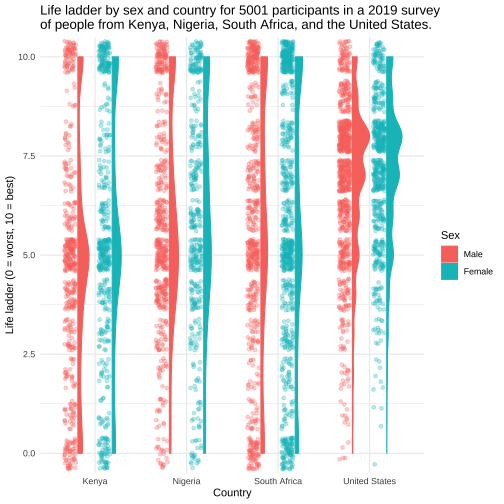 Life ladder by sex and country for 5001 participants in a 2019 survey
of people from Kenya, Nigeria, South Africa, and the United States.
Life ladder (0 = worst, 10 = best)
10.0
7.5
5.0
2.5
0.0
Kenya
Nigeria
South Africa
United States
Country
Sex
Male
Female